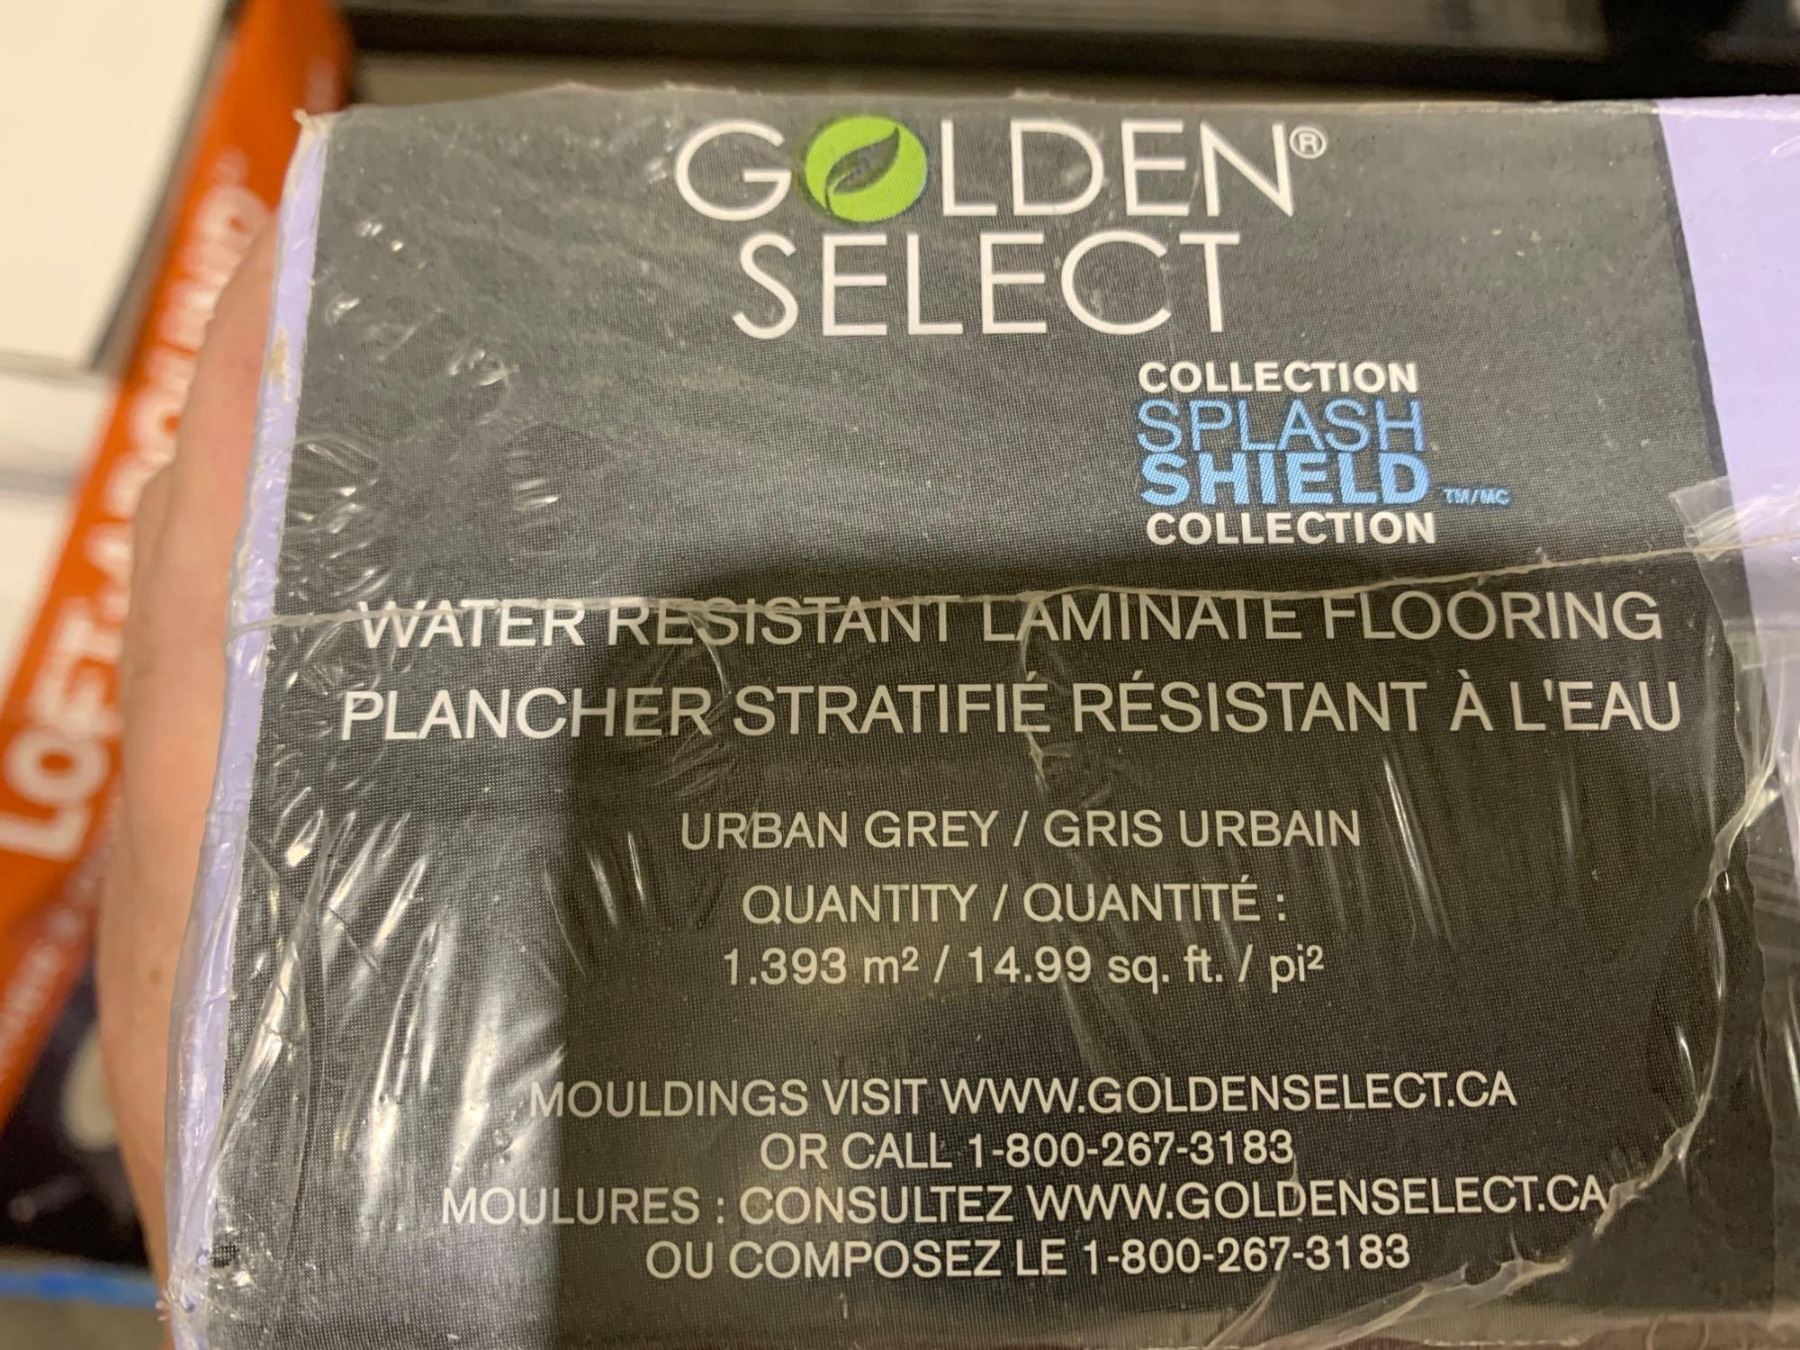 GOLDEN®
SELECT
COLLECTION
SPLASH
SHIELD TM/MC
COLLECTION
WATER RESISTANT LAMINATE FLOORING
PLANCHER STRATIFIÉ RÉSISTANT À L'EAU
URBAN GREY / GRIS URBAIN
QUANTITY / QUANTITÉ :
1.393 m² / 14.99 sq. ft. / pi²
MOULDINGS VISIT WWW.GOLDENSELECT.CA
OR CALL 1-800-267-3183
MOULURES : CONSULTEZ WWW.GOLDENSELECT.CA
OU COMPOSEZ LE 1-800-267-3183